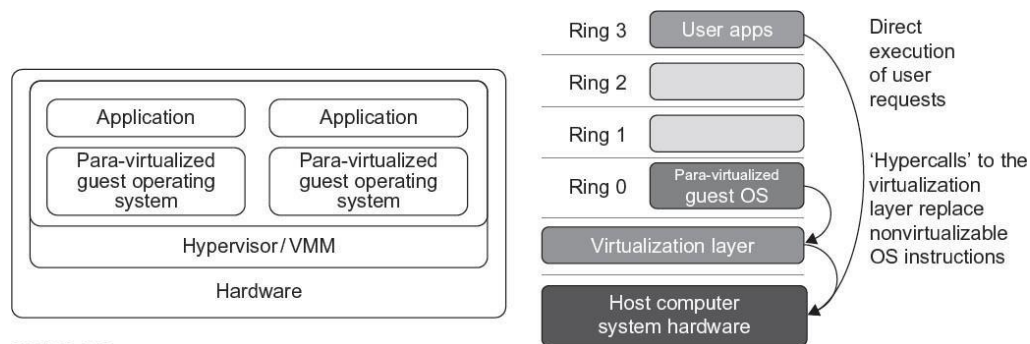 Application
Application
Para-virtualized
guest operating
system
Para-virtualized
guest operating
system
Hypervisor / VMM
Hardware
Ring 3
User apps
Ring 2
Ring 1
Ring 0
Para-virtualized
guest OS
Virtualization layer
Host computer
system hardware
Direct
execution
of user
requests
‘Hypercalls’ to the
virtualization
layer replace
nonvirtualizable
OS instructions